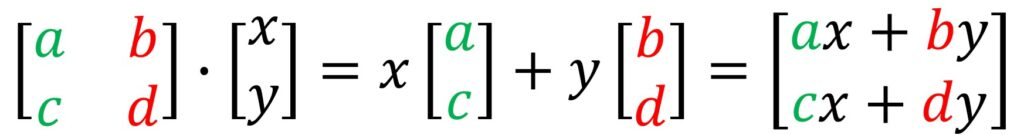 [a b; c d] · [x; y] = x [a; c] + y [b; d] = [ax + by; cx + dy]